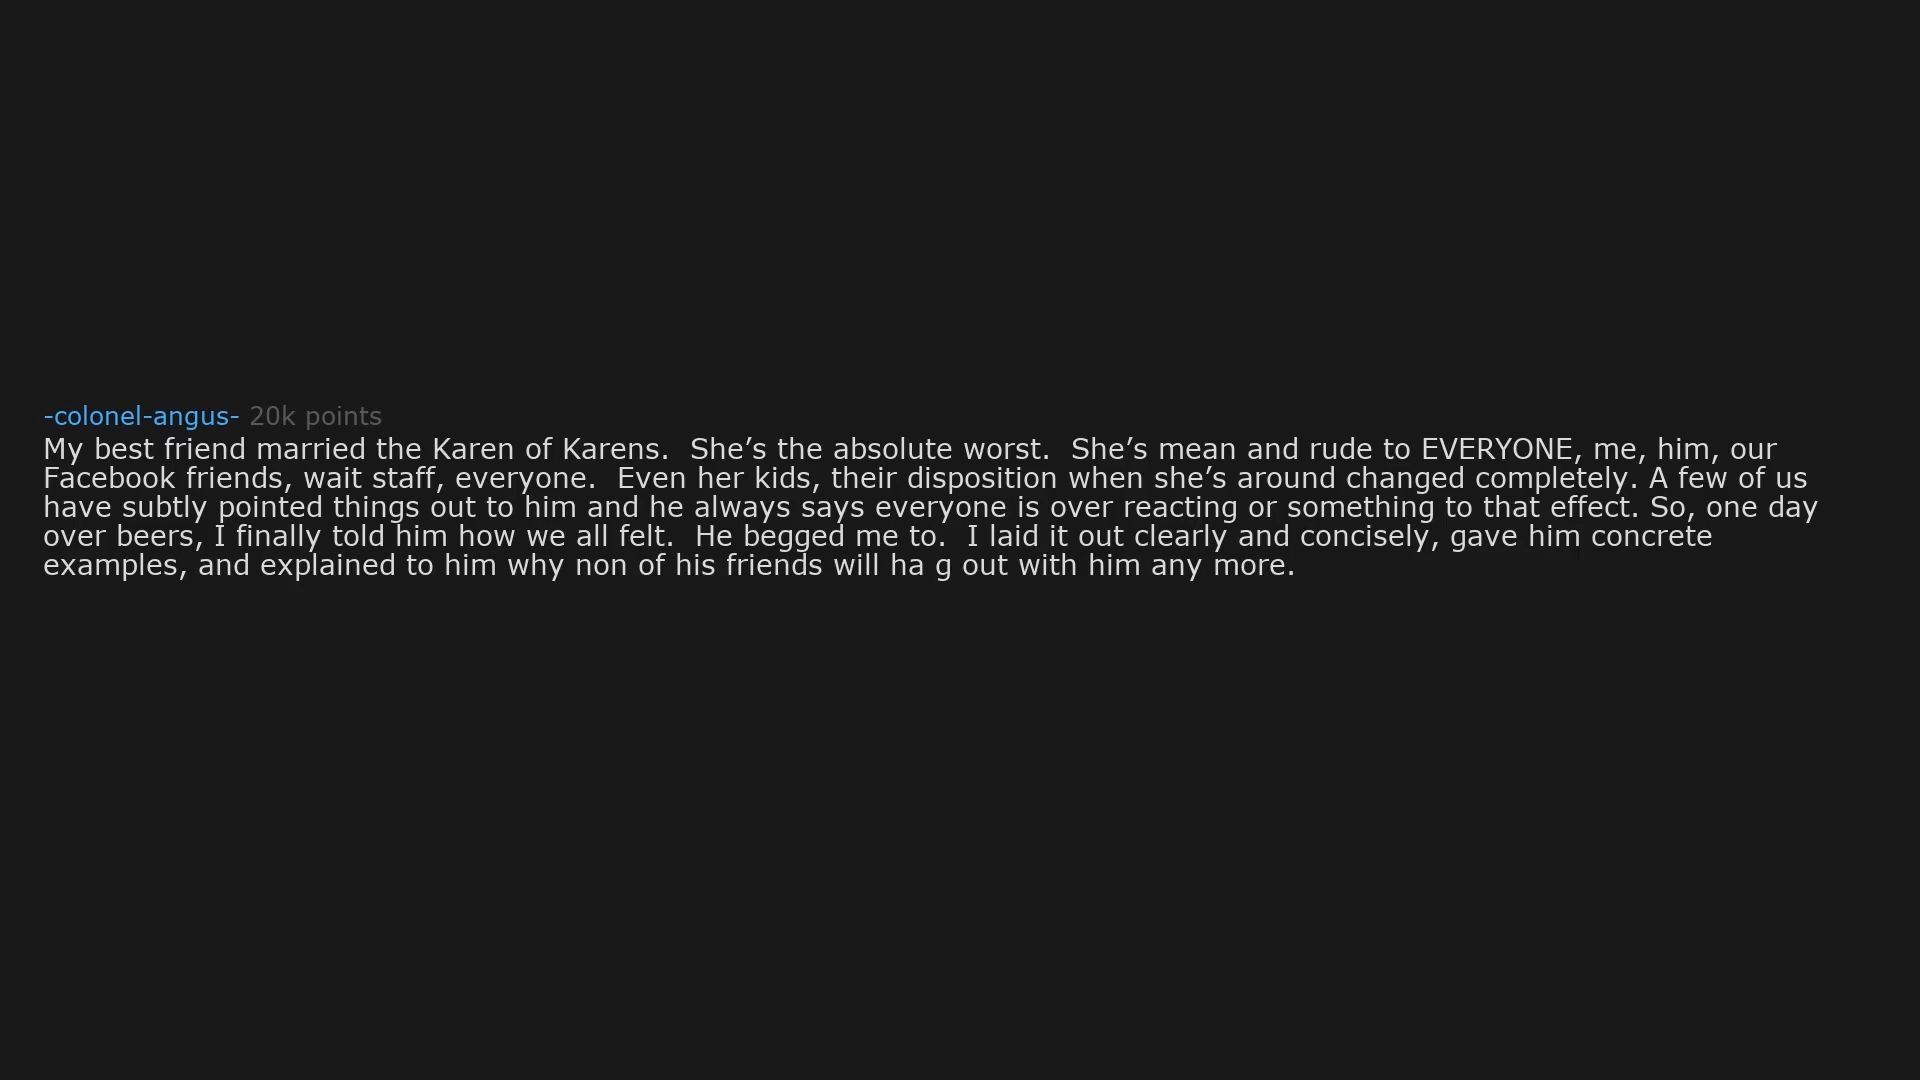 -colonel-angus- 20k points
My best friend married the Karen of Karens.  She’s the absolute worst.  She’s mean and rude to EVERYONE, me, him, our
Facebook friends, wait staff, everyone.  Even her kids, their disposition when she’s around changed completely. A few of us
have subtly pointed things out to him and he always says everyone is over reacting or something to that effect. So, one day
over beers, I finally told him how we all felt.  He begged me to.  I laid it out clearly and concisely, gave him concrete
examples, and explained to him why non of his friends will ha g out with him any more.